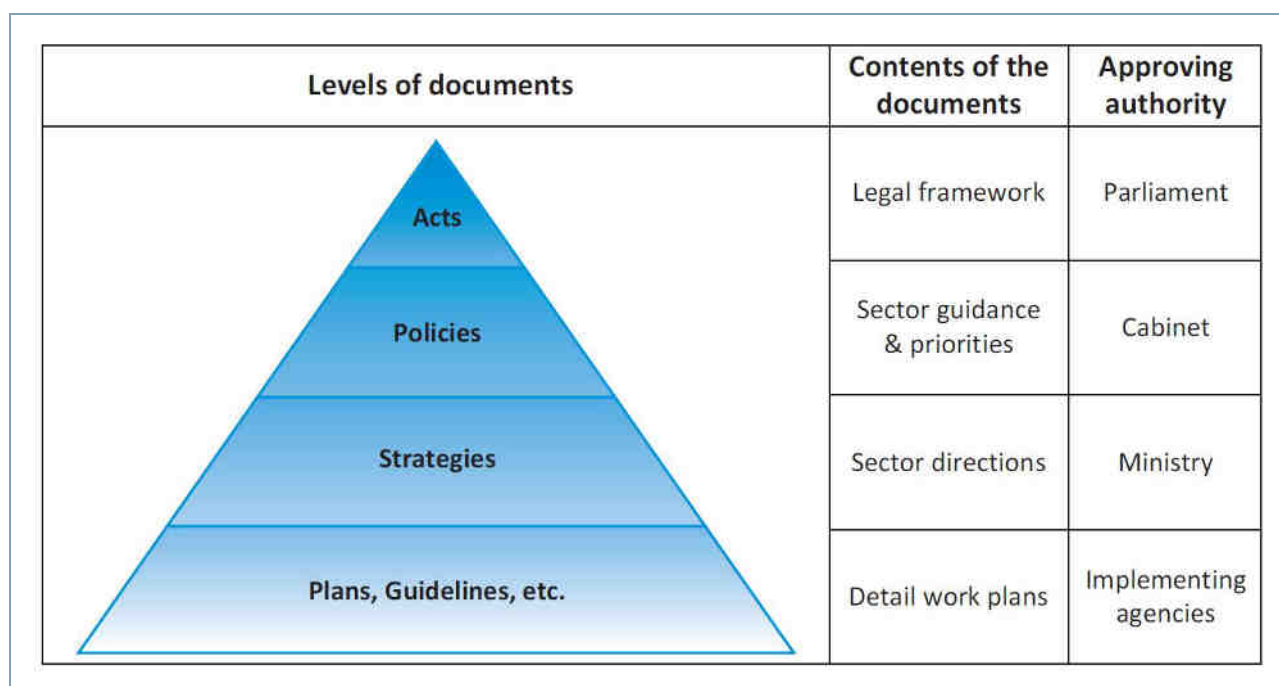 Levels of documents
Contents of the
documents
Approving
authority
Acts
Legal framework
Parliament
Policies
Sector guidance
& priorities
Cabinet
Strategies
Sector directions
Ministry
Plans, Guidelines, etc.
Detail work plans
Implementing
agencies